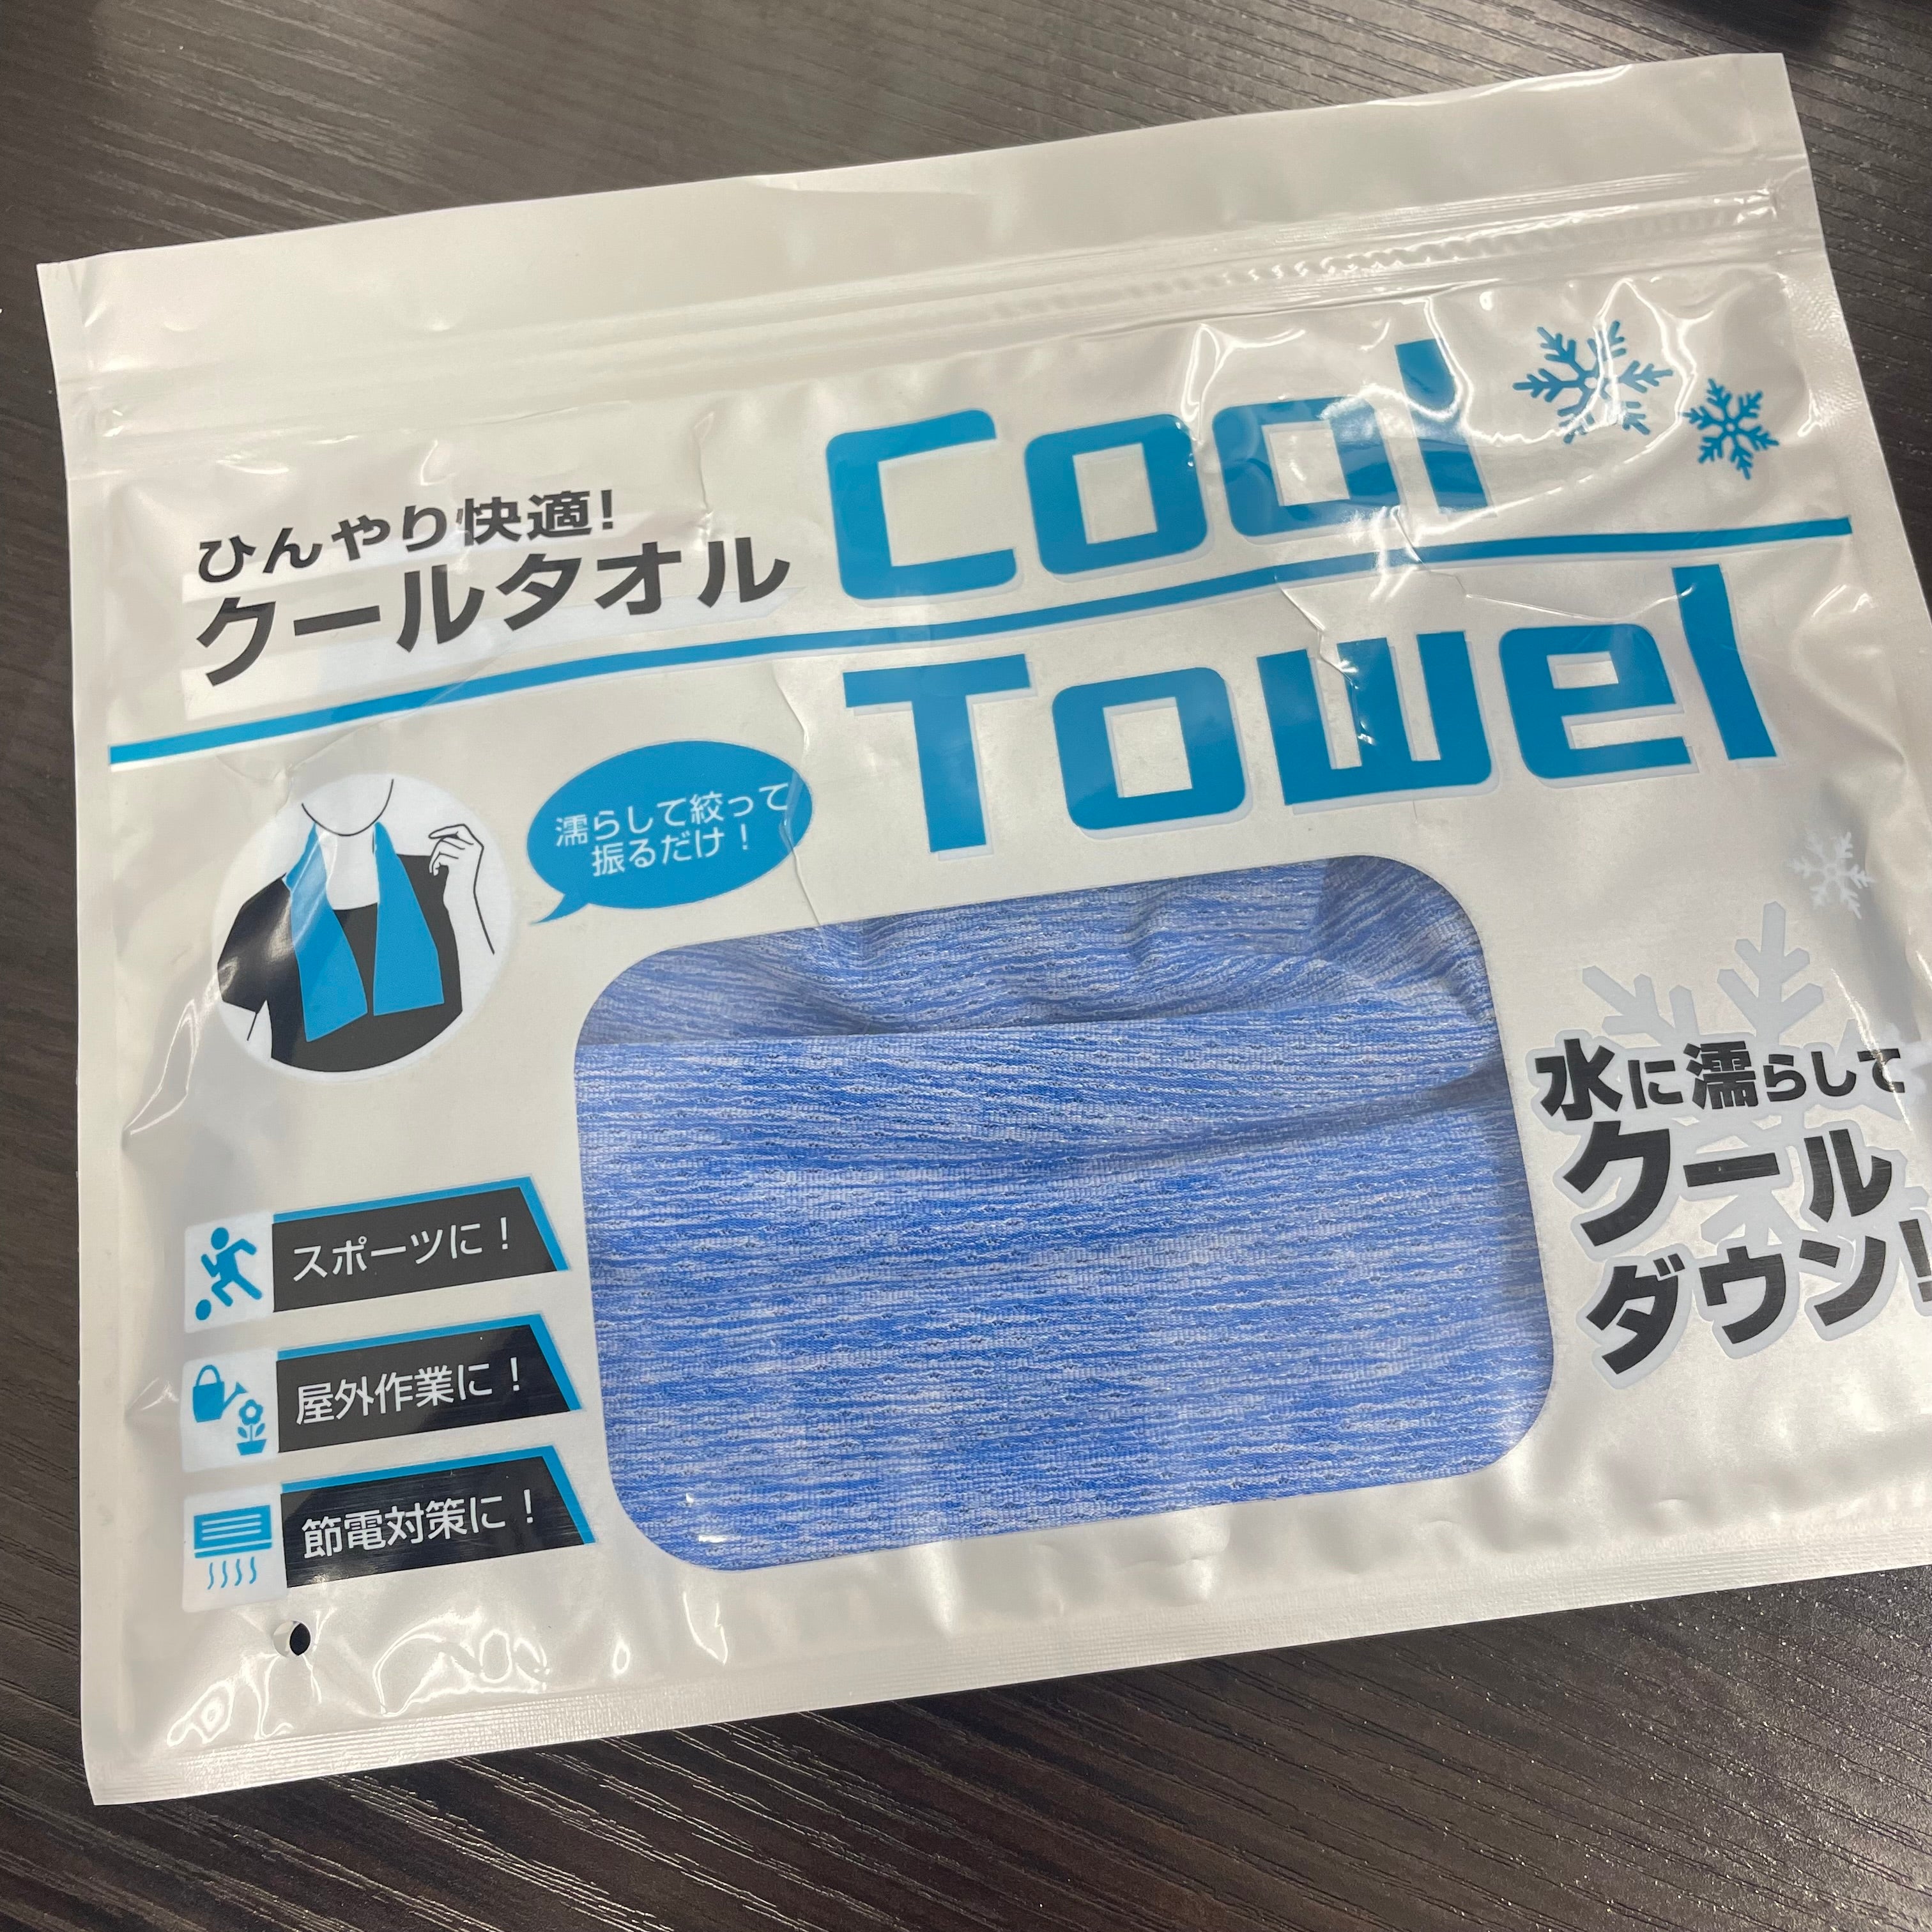 ひんやり快適!
クールタオル
Cool
Towel
濡らして絞って
振るだけ！
水に濡らして
クール
ダウン!
スポーツに！
屋外作業に！
節電対策に！